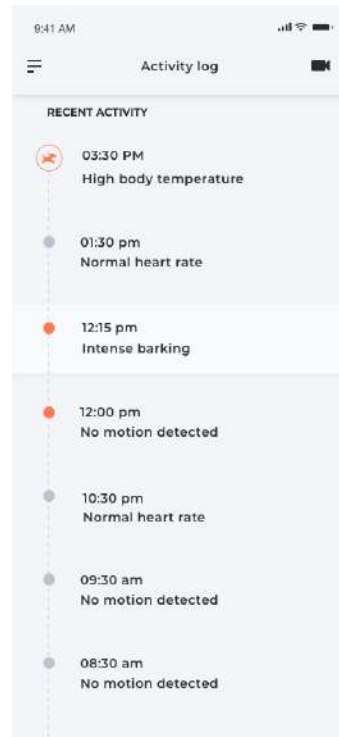 9:41 AM
Activity log
RECENT ACTIVITY
03:30 PM
High body temperature
01:30 pm
Normal heart rate
12:15 pm
Intense barking
12:00 pm
No motion detected
10:30 pm
Normal heart rate
09:30 am
No motion detected
08:30 am
No motion detected